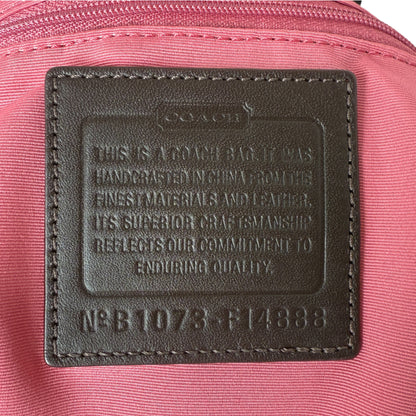 COACH
THIS IS A COACH BAG. IT WAS
HANDCRAFTED IN CHINA FROM THE
FINEST MATERIALS AND LEATHER.
ITS SUPERIOR CRAFTSMANSHIP
REFLECTS OUR COMMITMENT TO
ENDURING QUALITY.
Nº B1073-F14888